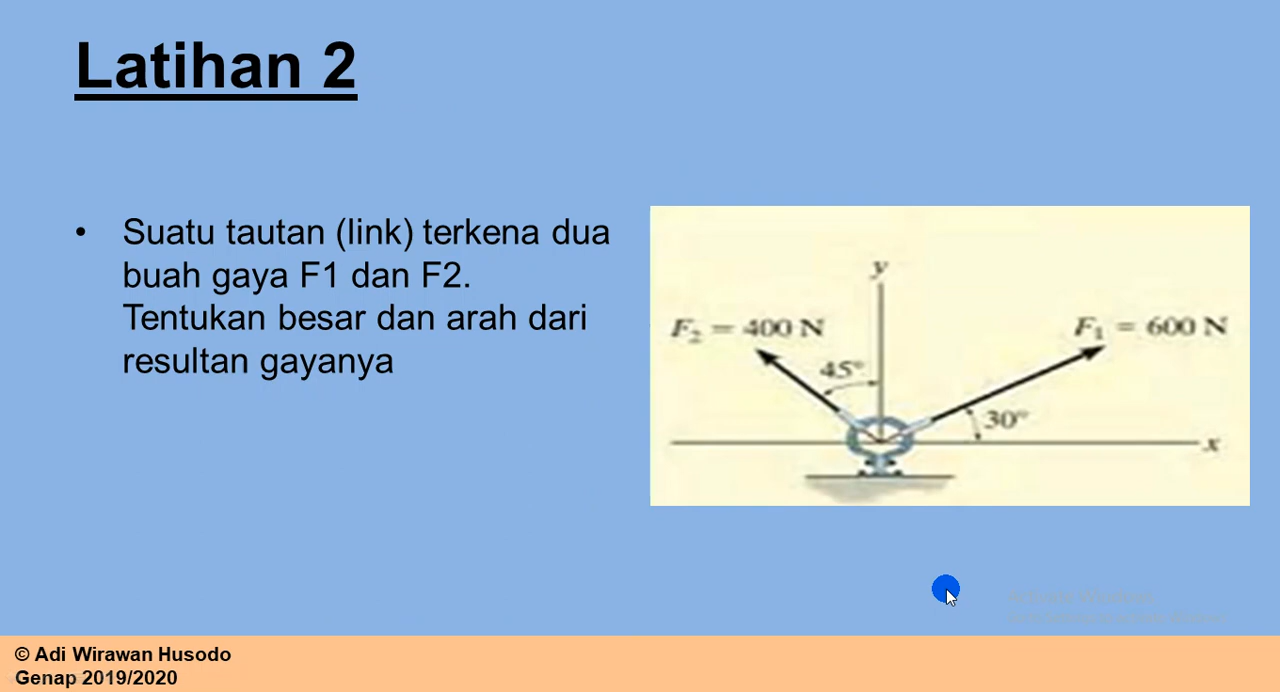 Latihan 2
• Suatu tautan (link) terkena dua
buah gaya F1 dan F2.
Tentukan besar dan arah dari
resultan gayanya
y
F₂ = 400 N
F₁ = 600 N
45°
30°
x
© Adi Wirawan Husodo
Genap 2019/2020